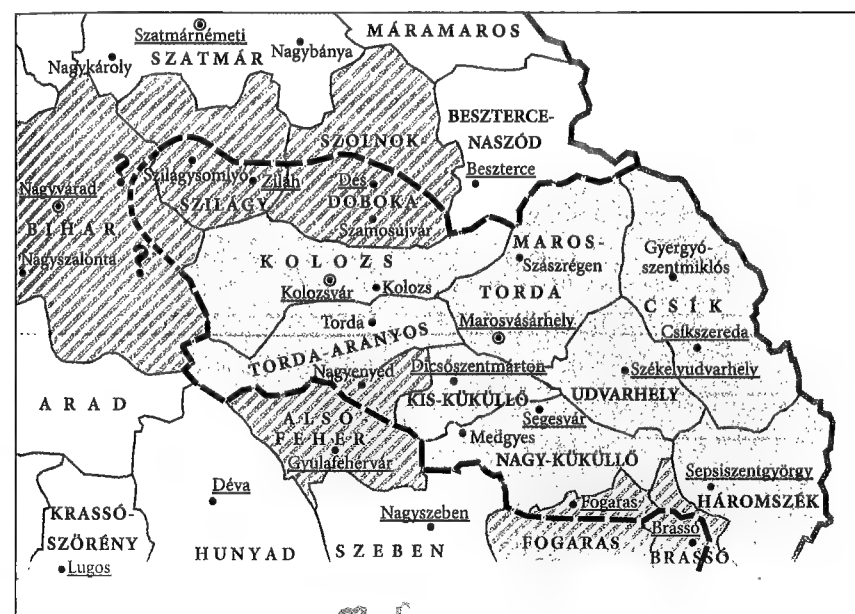 MÁRAMAROS
Szatmárnémeti
SZATMÁR
Nagybánya
Nagykároly
BESZTERCE-
NASZÓD
Beszterce
SZOLNOK-
DOBOKA
Dés
Szamosújvár
Szilágysomlyó
Zilah
SZILÁGY
Nagyvárad
BIHAR
Nagyszalonta
?
?
KOLOZS
Kolozsvár
Kolozs
MAROS-
TORDA
Szászrégen
Marosvásárhely
Gyergyó-
szentmiklós
CSÍK
Csíkszereda
Torda
TORDA-ARANYOS
Nagyenyed
Dicsőszentmárton
KIS-KÜKÜLLŐ
UDVARHELY
Székelyudvarhely
ARAD
ALSÓ
FEHÉR
Gyulafehérvár
Segesvár
Medgyes
NAGY-KÜKÜLLŐ
Sepsiszentgyörgy
HÁROMSZÉK
Déva
HUNYAD
Nagyszeben
SZEBEN
Fogaras
FOGARAS
Brassó
BRASSÓ
KRASSÓ-
SZÖRÉNY
Lugos